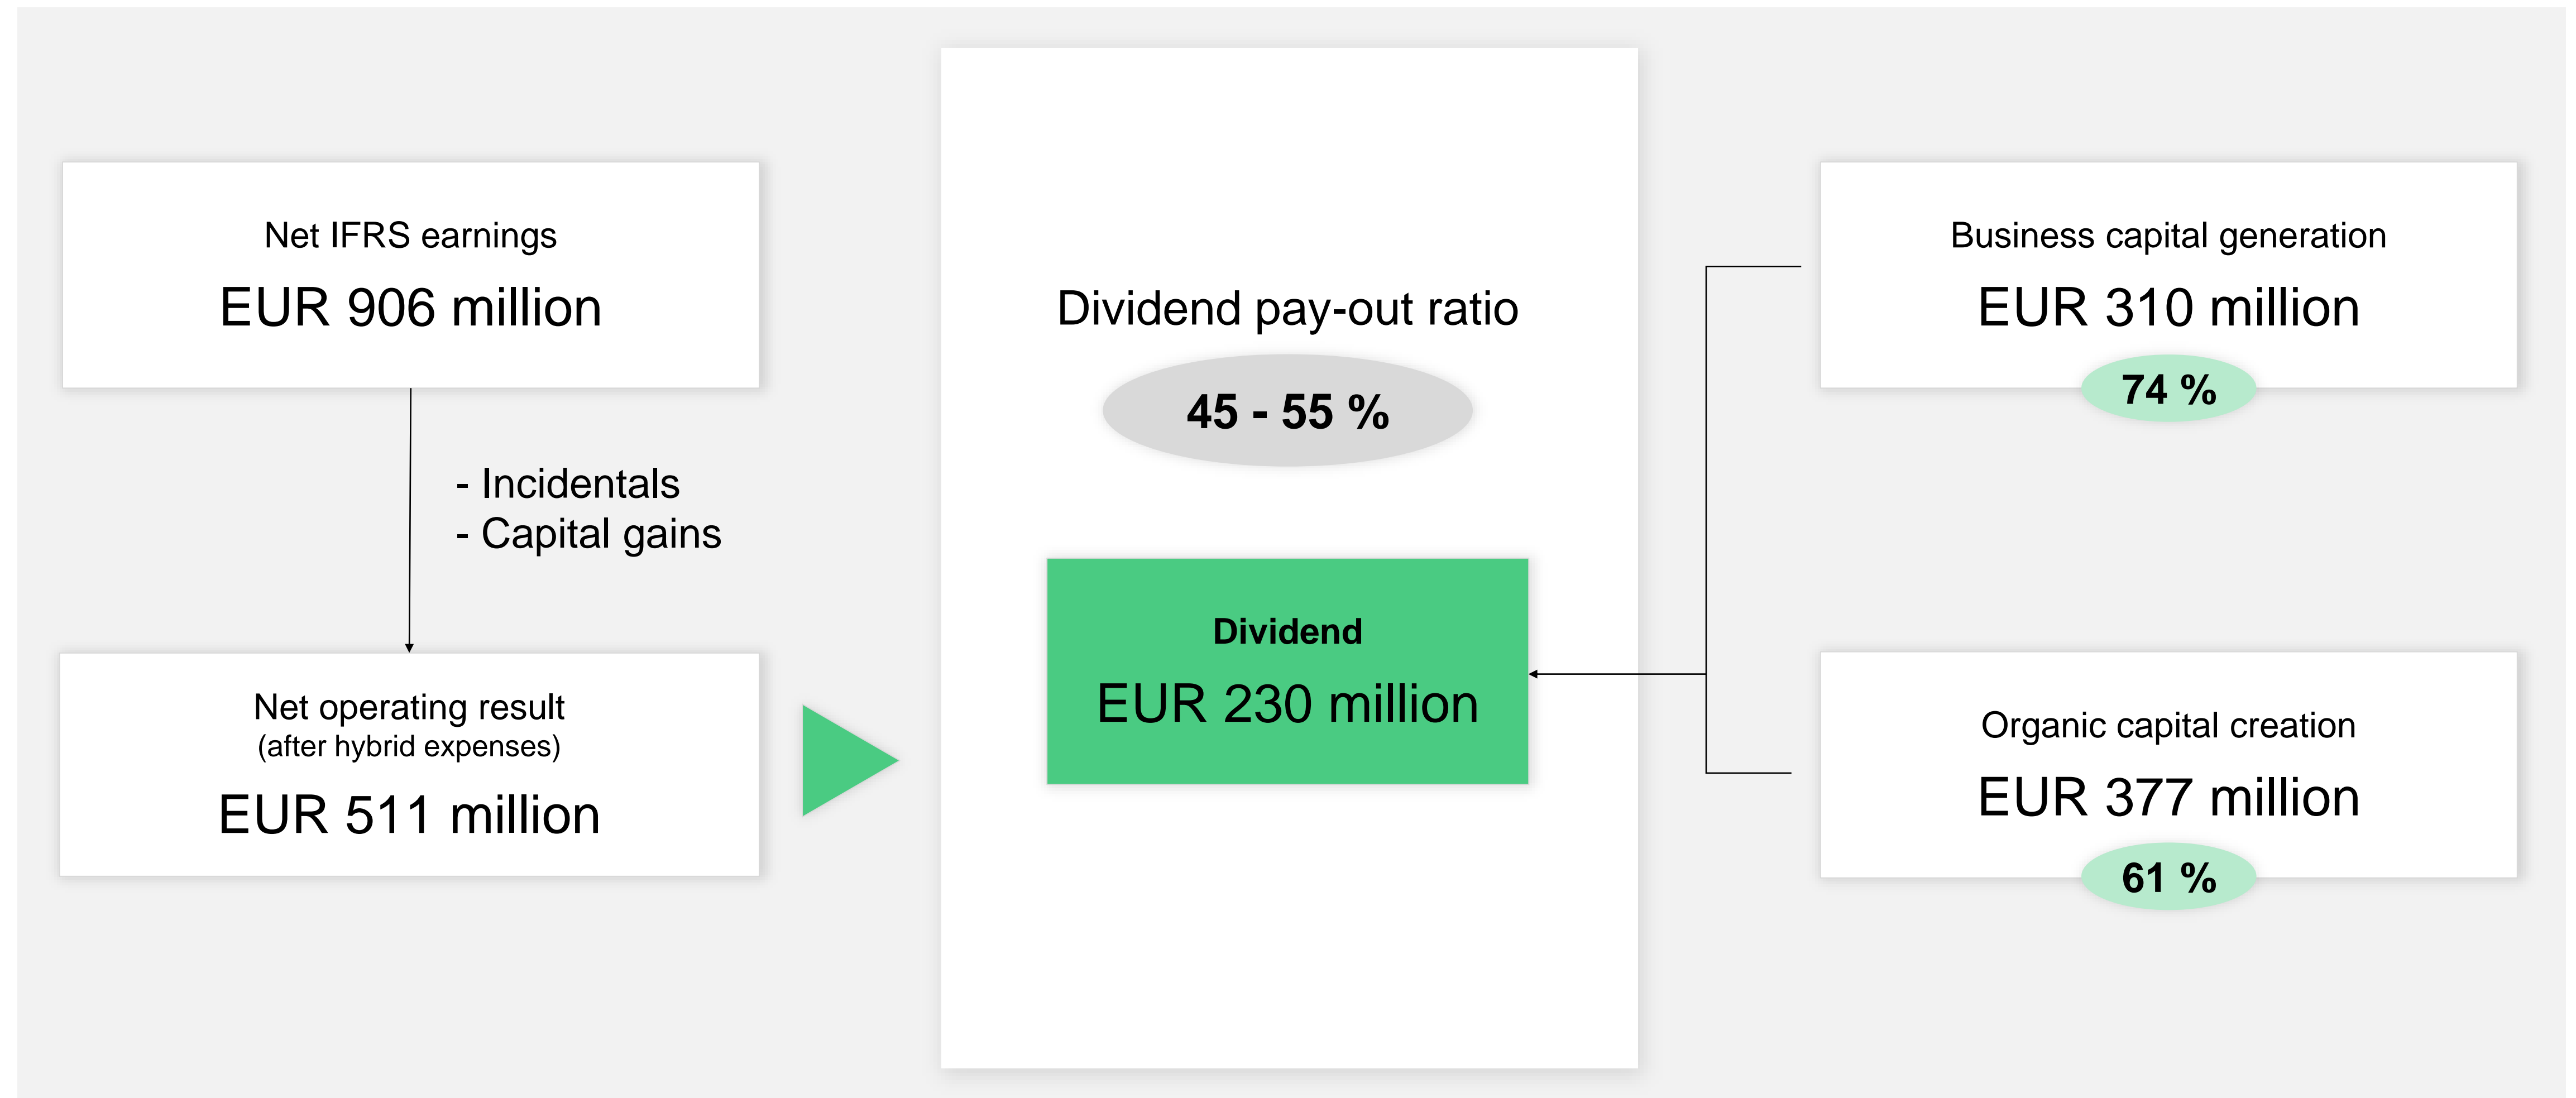 Net IFRS earnings
EUR 906 million
- Incidentals
- Capital gains
Net operating result
(after hybrid expenses)
EUR 511 million
Dividend pay-out ratio
45 - 55 %
Dividend
EUR 230 million
Business capital generation
EUR 310 million
74 %
Organic capital creation
EUR 377 million
61 %